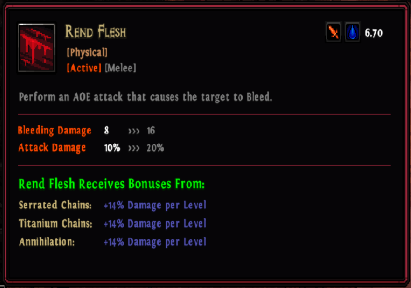 Rend Flesh
6.70
[Physical]
[Active] [Melee]
Perform an AOE attack that causes the target to Bleed.
Bleeding Damage 8 >>> 16
Attack Damage 10% >>> 20%
Rend Flesh Receives Bonuses From:
Serrated Chains: +14% Damage per Level
Titanium Chains: +14% Damage per Level
Annihilation: +14% Damage per Level